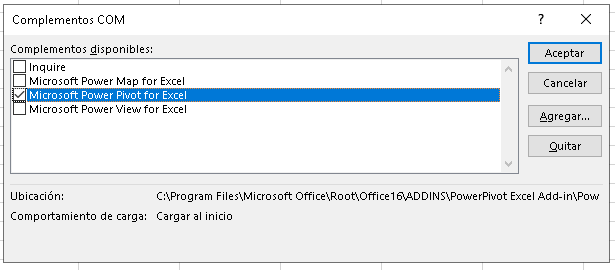 Complementos COM
?
Complementos disponibles:
Aceptar
Inquire
Microsoft Power Map for Excel
Cancelar
Microsoft Power Pivot for Excel
Microsoft Power View for Excel
Agregar...
Quitar
Ubicación: C:\Program Files\Microsoft Office\Root\Office16\ADDINS\PowerPivot Excel Add-in\Pow
Comportamiento de carga: Cargar al inicio